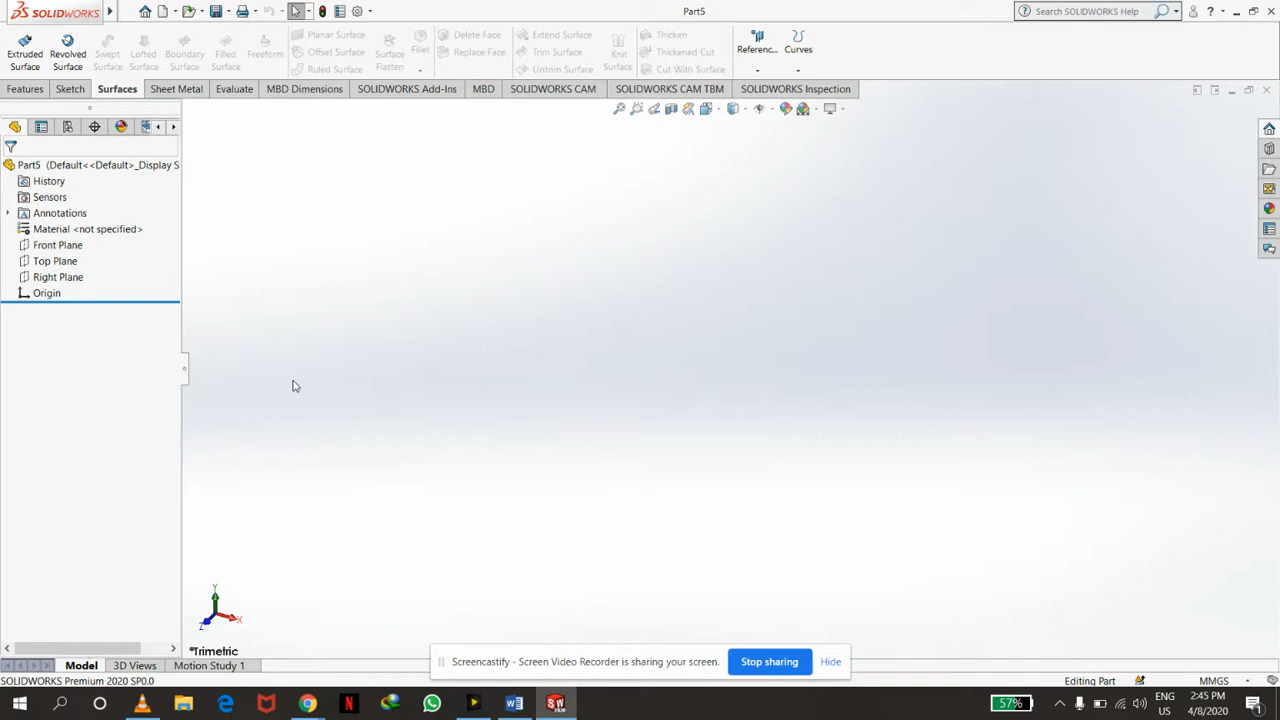 SOLIDWORKS
Part5
Search SOLIDWORKS Help
Extruded Surface
Revolved Surface
Swept Surface
Lofted Surface
Boundary Surface
Filled Surface
Freeform
Planar Surface
Offset Surface
Ruled Surface
Surface Flatten
Fillet
Delete Face
Replace Face
Extend Surface
Trim Surface
Untrim Surface
Knit Surface
Thicken
Thickened Cut
Cut With Surface
Referenc...
Curves
Features Sketch Surfaces Sheet Metal Evaluate MBD Dimensions SOLIDWORKS Add-Ins MBD SOLIDWORKS CAM SOLIDWORKS CAM TBM SOLIDWORKS Inspection
Part5 (Default<<Default>_Display S
History
Sensors
Annotations
Material <not specified>
Front Plane
Top Plane
Right Plane
Origin
Y
X
Z
*Trimetric
Screencastify - Screen Video Recorder is sharing your screen. Stop sharing Hide
Model 3D Views Motion Study 1
SOLIDWORKS Premium 2020 SP0.0
Editing Part
MMGS
57%
ENG
US
2:45 PM
4/8/2020